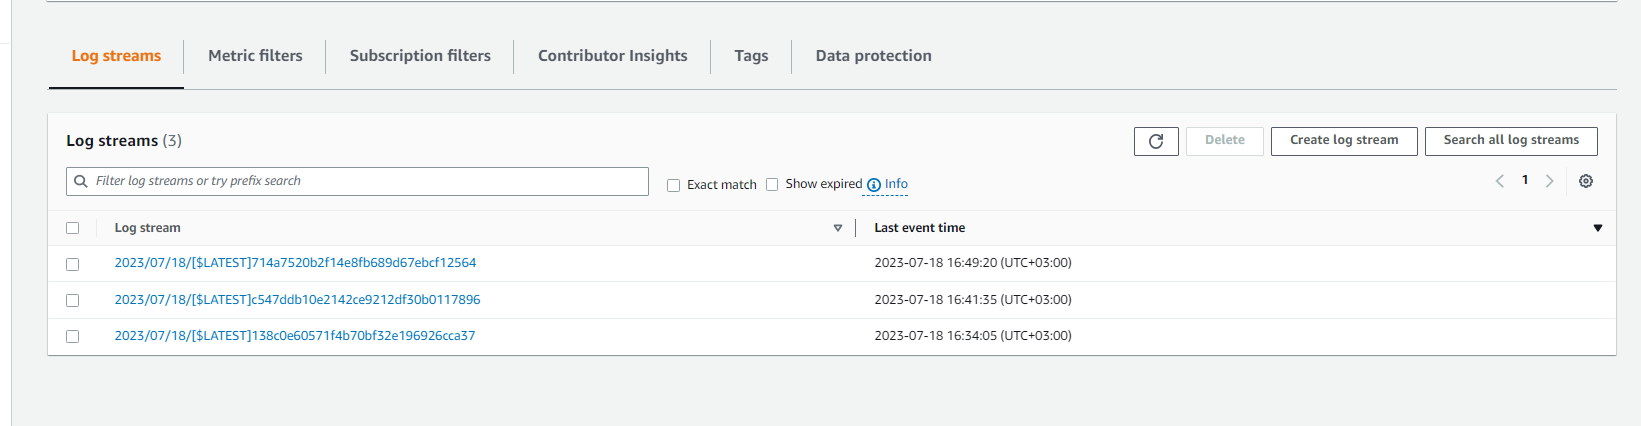 Log streams Metric filters Subscription filters Contributor Insights Tags Data protection
Log streams (3) Delete Create log stream Search all log streams
Filter log streams or try prefix search Exact match Show expired Info 1
Log stream Last event time
2023/07/18/[$LATEST]714a7520b2f14e8fb689d67ebcf12564 2023-07-18 16:49:20 (UTC+03:00)
2023/07/18/[$LATEST]c547ddb10e2142ce9212df30b0117896 2023-07-18 16:41:35 (UTC+03:00)
2023/07/18/[$LATEST]138c0e60571f4b70bf32e196926cca37 2023-07-18 16:34:05 (UTC+03:00)